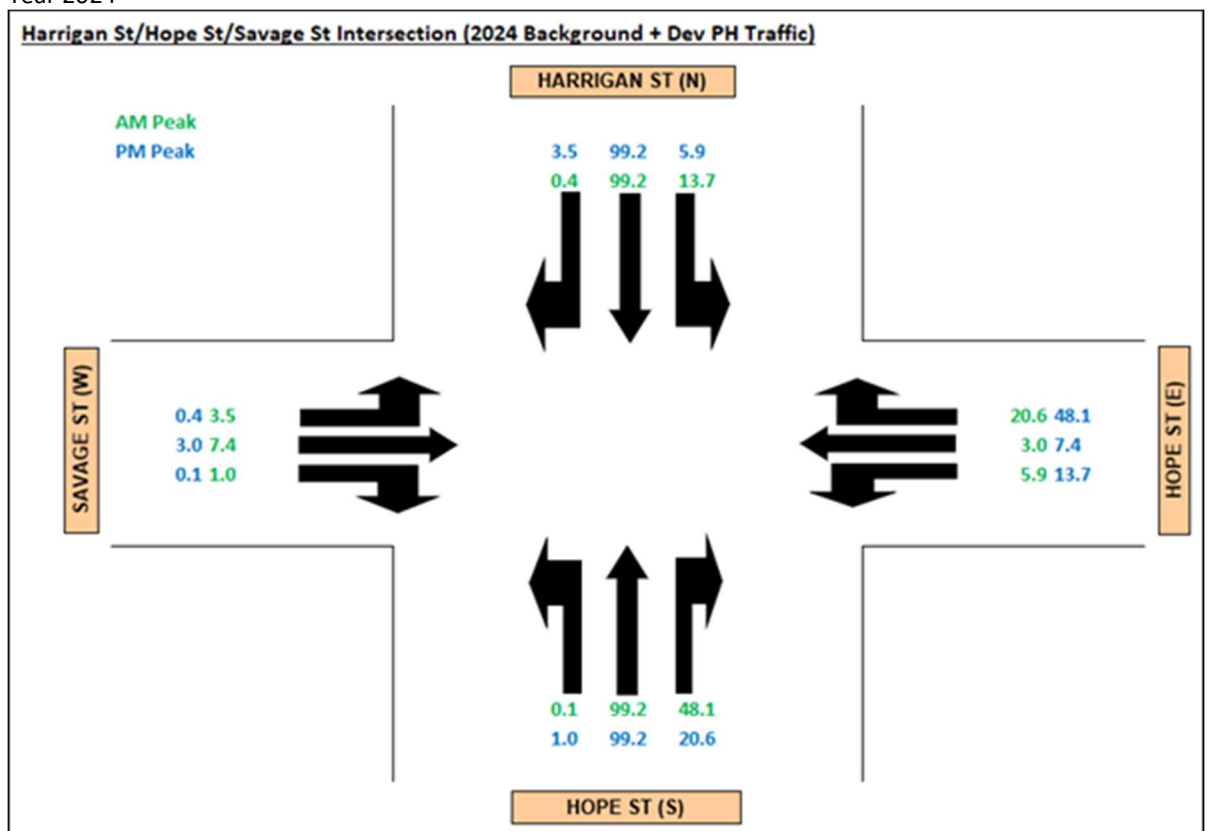 Harrigan St/Hope St/Savage St Intersection (2024 Background + Dev PH Traffic)
HARRIGAN ST (N)
AM Peak
PM Peak
3.5 99.2 5.9
0.4 99.2 13.7
SAVAGE ST (W)
0.4 3.5
3.0 7.4
0.1 1.0
20.6 48.1
3.0 7.4
5.9 13.7
HOPE ST (E)
0.1 99.2 48.1
1.0 99.2 20.6
HOPE ST (S)